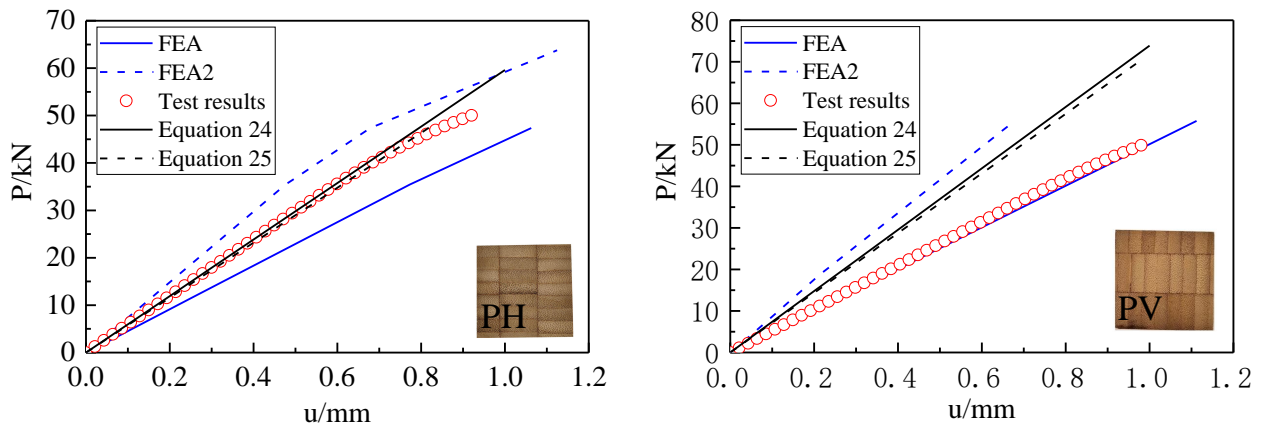 70
60
50
40
30
20
10
0
P/kN
FEA
FEA2
Test results
Equation 24
Equation 25
PH
0.0 0.2 0.4 0.6 0.8 1.0 1.2
u/mm
80
70
60
50
40
30
20
10
0
P/kN
FEA
FEA2
Test results
Equation 24
Equation 25
PV
0.0 0.2 0.4 0.6 0.8 1.0 1.2
u/mm